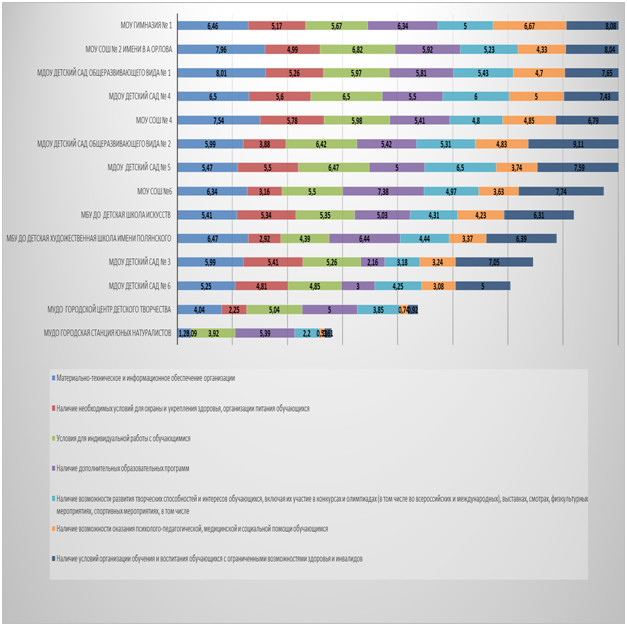 МОУ ГИМНАЗИЯ № 1 6,46 5,17 5,67 6,34 5 6,67 8,08
МОУ СОШ № 2 ИМЕНИ В.А ОРЛОВА 7,96 4,99 6,82 5,92 5,23 4,33 8,04
МДОУ ДЕТСКИЙ САД ОБЩЕРАЗВИВАЮЩЕГО ВИДА № 1 8,01 5,26 5,97 5,81 5,43 4,7 7,65
МДОУ ДЕТСКИЙ САД № 4 6,5 5,6 6,5 5,5 6 5 7,43
МОУ СОШ № 4 7,54 5,78 5,98 5,41 4,8 4,85 6,79
МДОУ ДЕТСКИЙ САД ОБЩЕРАЗВИВАЮЩЕГО ВИДА № 2 5,99 3,88 6,42 5,42 5,31 4,83 9,11
МДОУ ДЕТСКИЙ САД № 5 5,47 5,5 6,47 5 6,5 3,74 7,59
МОУ СОШ №6 6,34 3,16 5,5 7,38 4,97 3,63 7,74
МБУ ДО ДЕТСКАЯ ШКОЛА ИСКУССТВ 5,41 5,34 5,35 5,03 4,31 4,23 6,31
МБУ ДО ДЕТСКАЯ ХУДОЖЕСТВЕННАЯ ШКОЛА ИМЕНИ ПОЛЯНСКОГО 6,47 2,92 4,39 6,44 4,44 3,37 6,39
МДОУ ДЕТСКИЙ САД № 3 5,99 5,41 5,26 2,16 3,18 3,24 7,05
МДОУ ДЕТСКИЙ САД № 6 5,25 4,81 4,85 3 4,25 3,08 5
МУДО ГОРОДСКОЙ ЦЕНТР ДЕТСКОГО ТВОРЧЕСТВА 4,04 2,25 5,04 5 3,85 0,92
МУДО ГОРОДСКАЯ СТАНЦИЯ ЮНЫХ НАТУРАЛИСТОВ 3,92 5,39 2,2
Материально-техническое и информационное обеспечение организации
Наличие необходимых условий для охраны и укрепления здоровья, организации питания обучающихся
Условия для индивидуальной работы с обучающимися
Наличие дополнительных образовательных программ
Наличие возможности развития творческих способностей и интересов обучающихся, включая их участие в конкурсах и олимпиадах (в том числе во всероссийских и международных), выставках, смотрах, физкультурных
мероприятиях, спортивных мероприятиях, в том числе
Наличие возможности оказания психолого-педагогической, медицинской и социальной помощи обучающимся
Наличие условий организации обучения и воспитания обучающихся с ограниченными возможностями здоровья и инвалидов